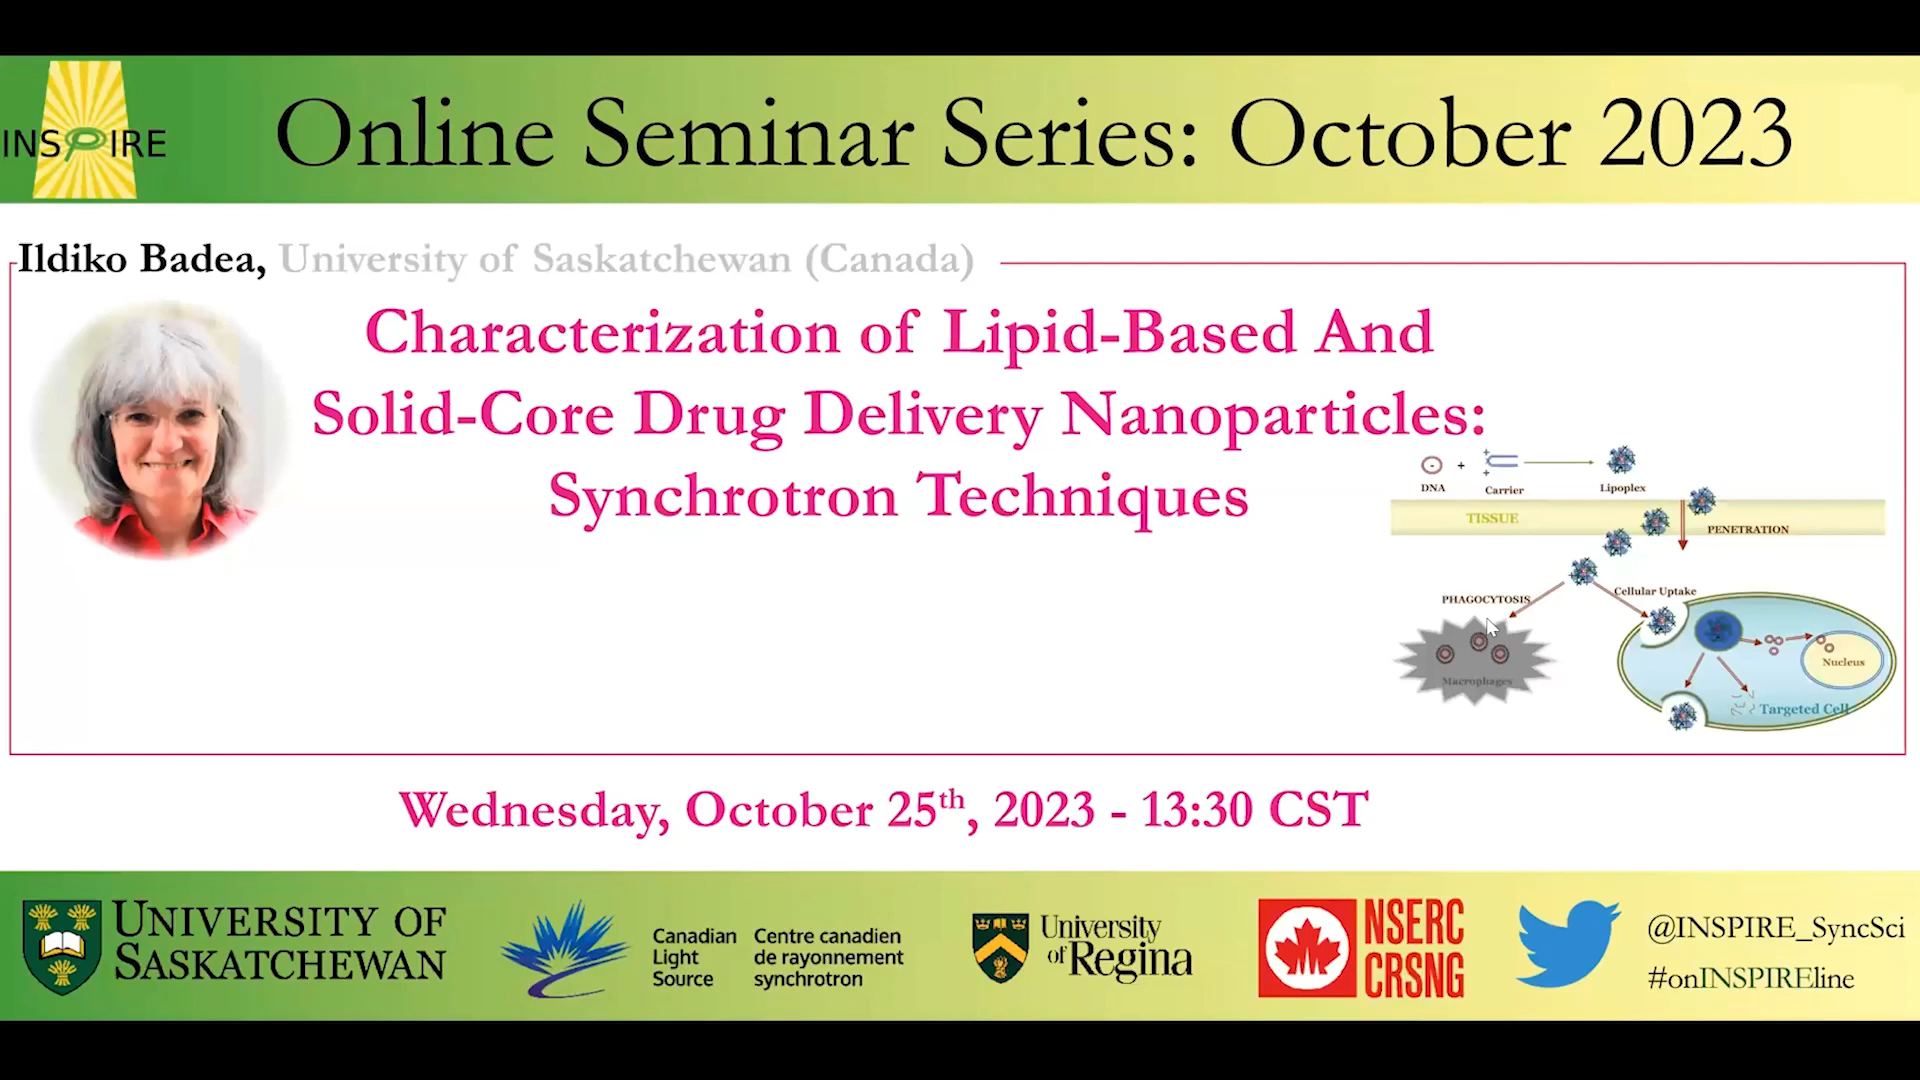 INSPIRE
Online Seminar Series: October 2023
Ildiko Badea, University of Saskatchewan (Canada)
Characterization of Lipid-Based And
Solid-Core Drug Delivery Nanoparticles:
Synchrotron Techniques
- + +
+
DNA Carrier Lipoplex
TISSUE
PENETRATION
PHAGOCYTOSIS
Cellular Uptake
Nucleus
Macrophages
Targeted Cell
Wednesday, October 25th, 2023 - 13:30 CST
UNIVERSITY OF
SASKATCHEWAN
Canadian
Light
Source
Centre canadien
de rayonnement
synchrotron
University
of Regina
NSERC
CRSNG
@INSPIRE_SyncSci
#onINSPIREline